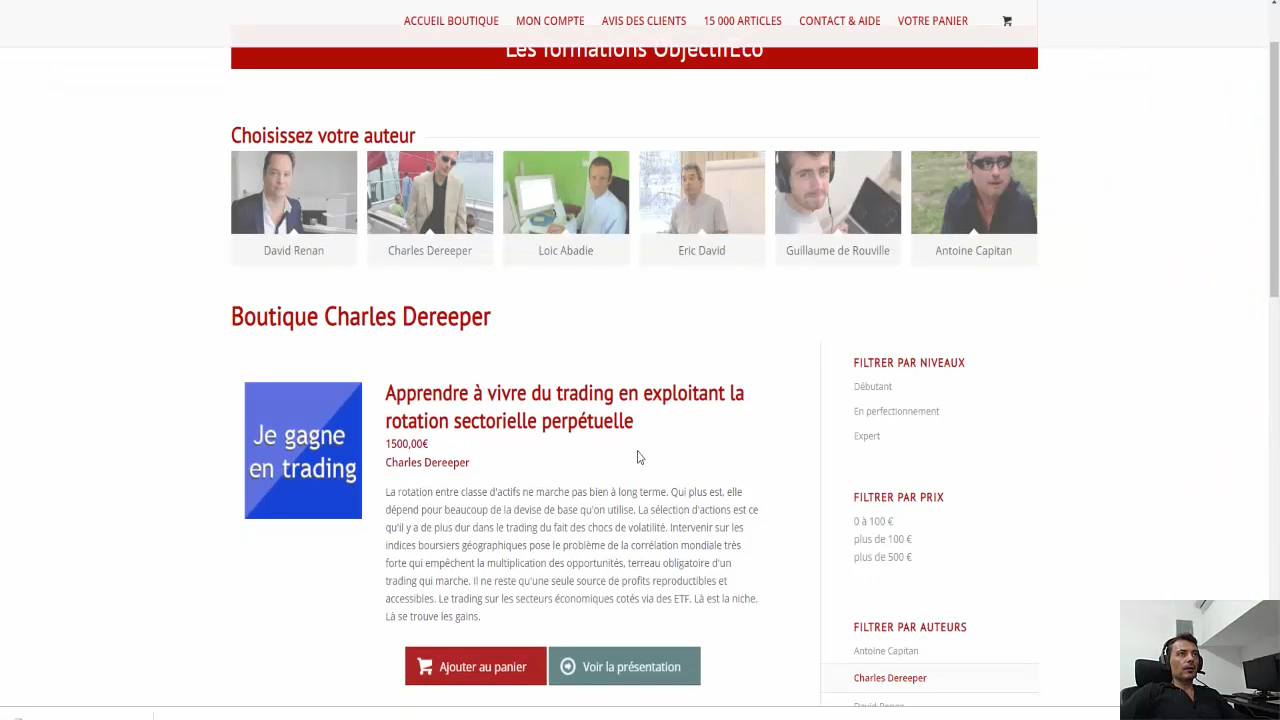 ACCUEIL BOUTIQUE MON COMPTE AVIS DES CLIENTS 15 000 ARTICLES CONTACT & AIDE VOTRE PANIER
Les formations ObjectifEco
Choisissez votre auteur
David Renan
Charles Dereeper
Loic Abadie
Eric David
Guillaume de Rouville
Antoine Capitan
Boutique Charles Dereeper
Je gagne
en trading
Apprendre à vivre du trading en exploitant la
rotation sectorielle perpétuelle
1500,00€
Charles Dereeper
La rotation entre classe d'actifs ne marche pas bien à long terme. Qui plus est, elle
dépend pour beaucoup de la devise de base qu'on utilise. La sélection d'actions est ce
qu'il y a de plus dur dans le trading du fait des chocs de volatilité. Intervenir sur les
indices boursiers géographiques pose le problème de la corrélation mondiale très
forte qui empêchent la multiplication des opportunités, terreau obligatoire d'un
trading qui marche. Il ne reste qu'une seule source de profits reproductibles et
accessibles. Le trading sur les secteurs économiques cotés via des ETF. Là est la niche.
Là se trouve les gains.
Ajouter au panier
Voir la présentation
FILTRER PAR NIVEAUX
Débutant
En perfectionnement
Expert
FILTRER PAR PRIX
0 à 100 €
plus de 100 €
plus de 500 €
FILTRER PAR AUTEURS
Antoine Capitan
Charles Dereeper
David Renan